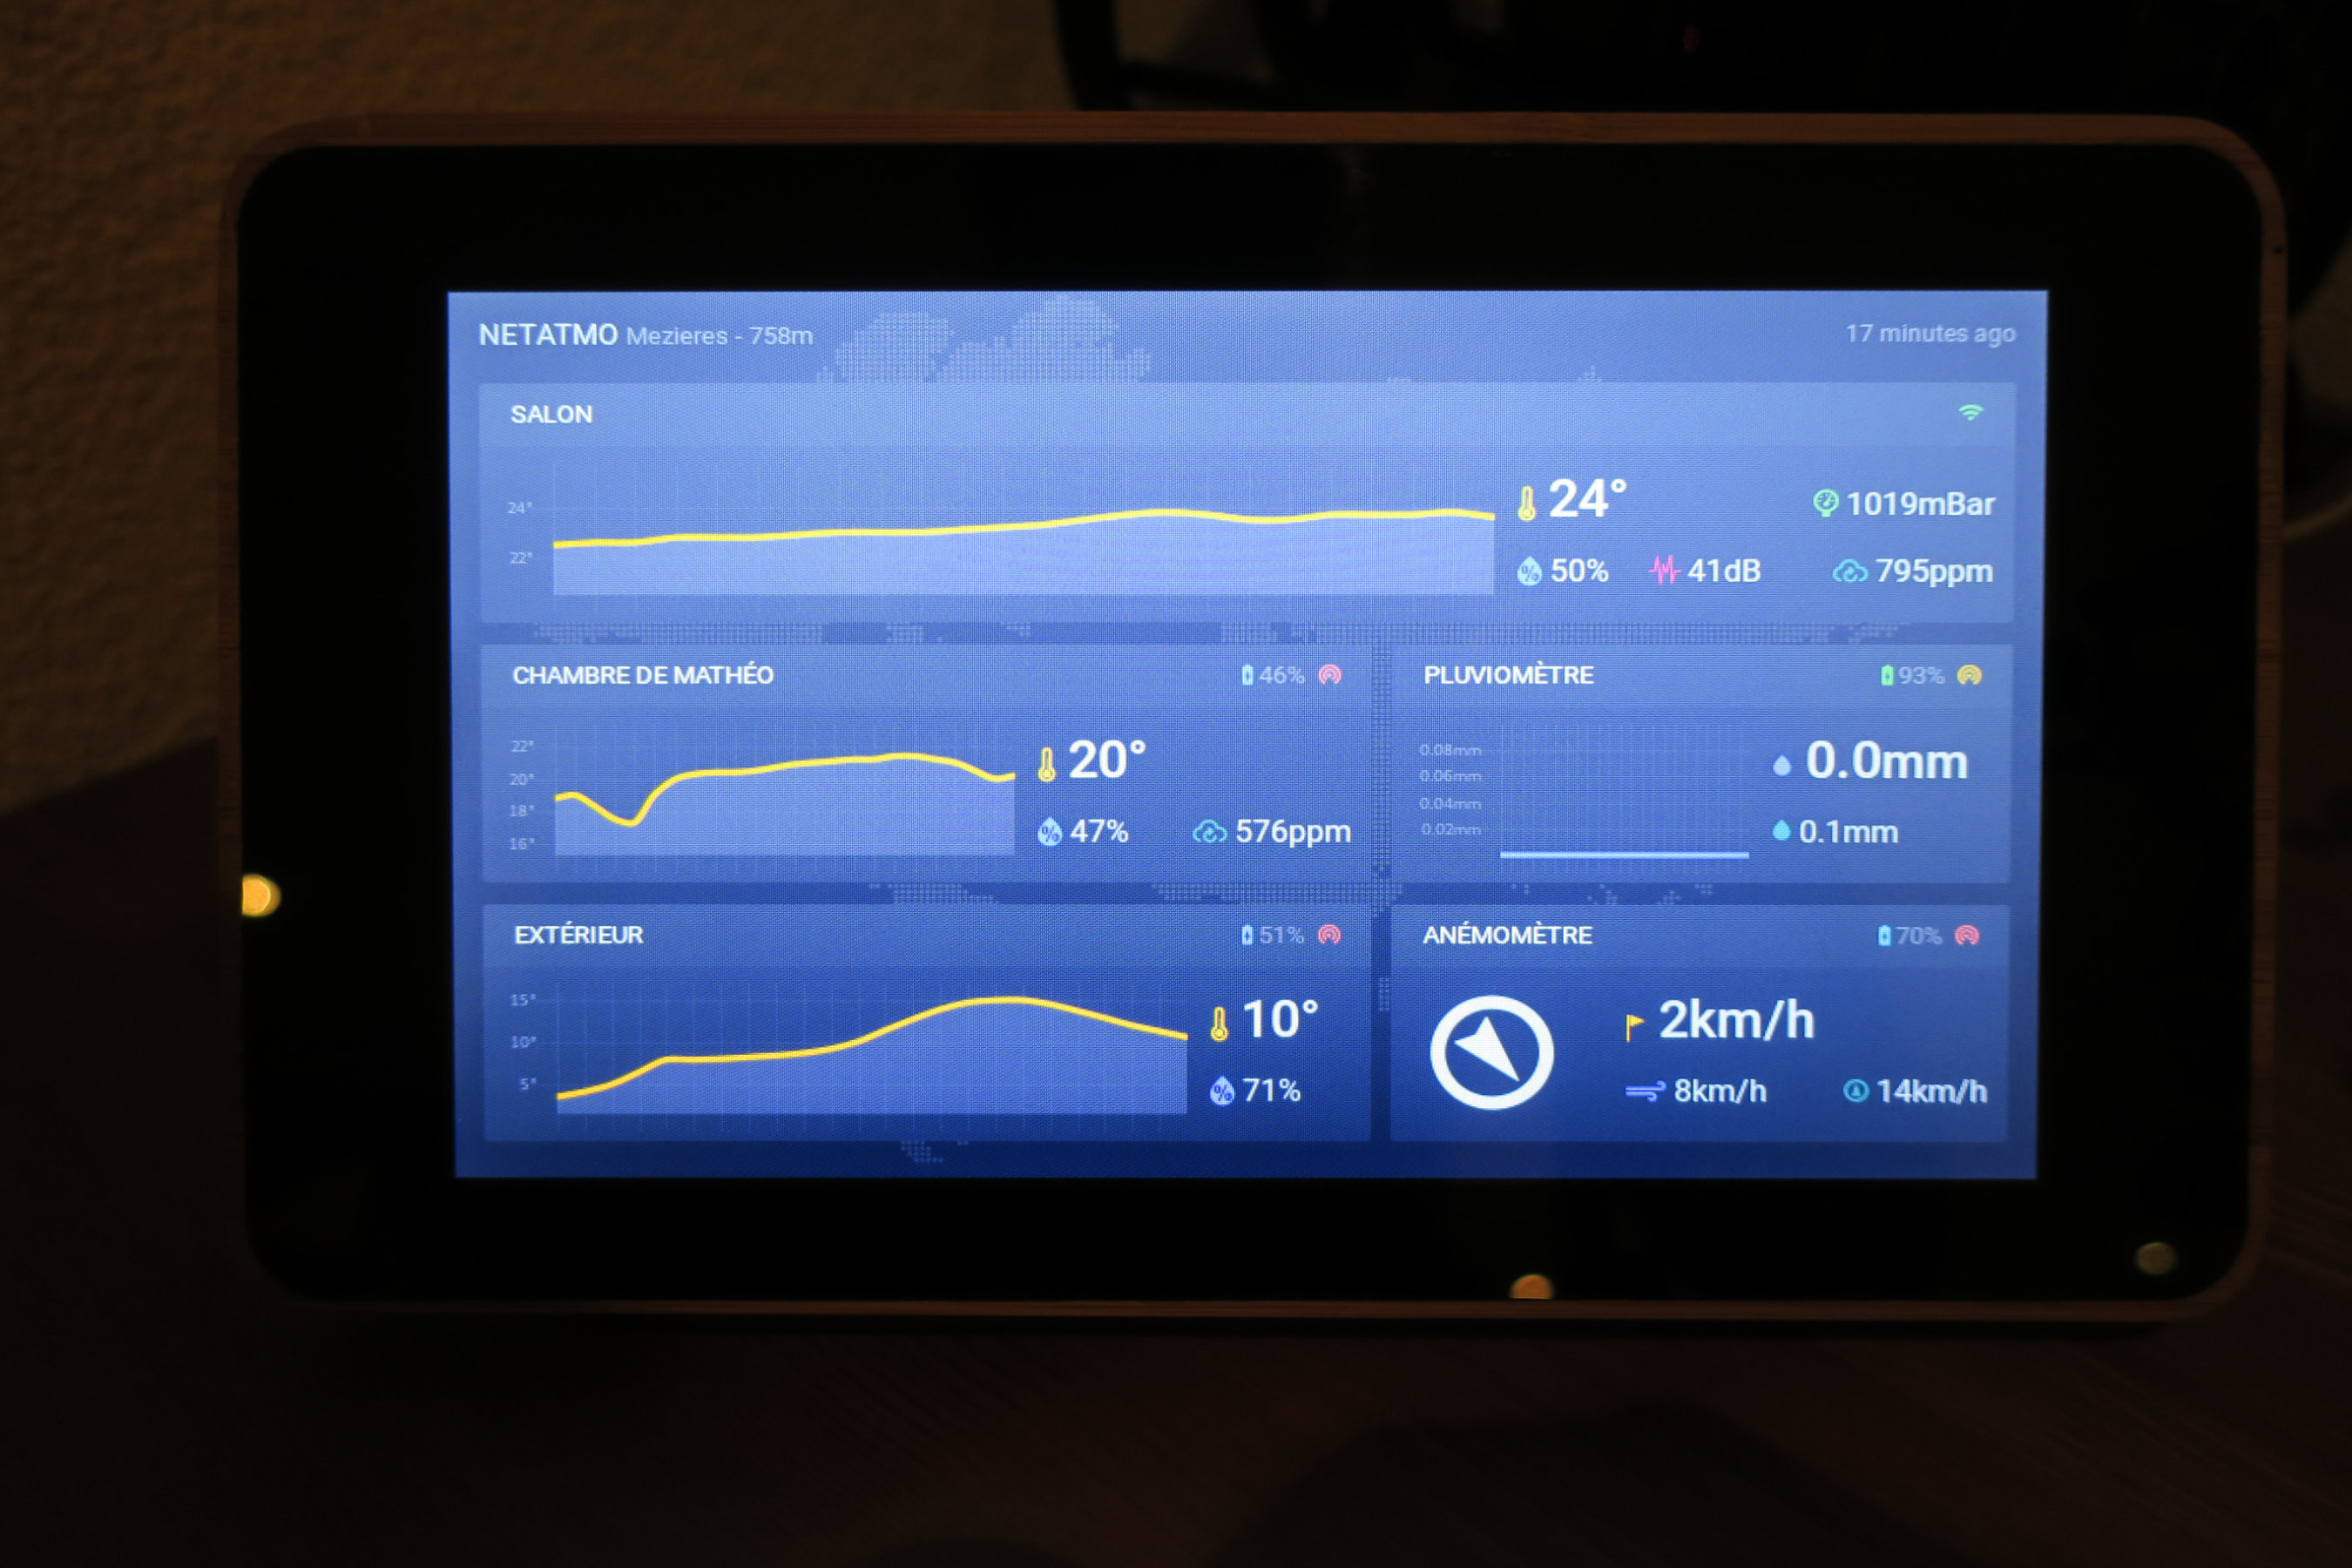 NETATMO Mezieres - 758m
17 minutes ago
SALON
24°
22°
24°
1019mBar
50%
41dB
795ppm
CHAMBRE DE MATHÉO
46%
22°
20°
18°
16°
20°
47%
576ppm
PLUVIOMÈTRE
93%
0.08mm
0.06mm
0.04mm
0.02mm
0.0mm
0.1mm
EXTÉRIEUR
51%
15°
10°
5°
10°
71%
ANÉMOMÈTRE
70%
2km/h
8km/h
14km/h